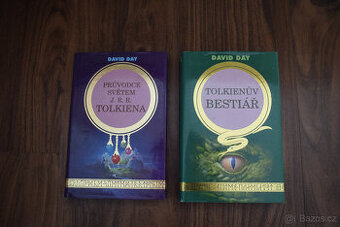 DAVID DAY
PRŮVODCE
SVĚTEM
J. R. R.
TOLKIENA
DAVID DAY
TOLKIENŮV
BESTIÁŘ
Bazos.cz